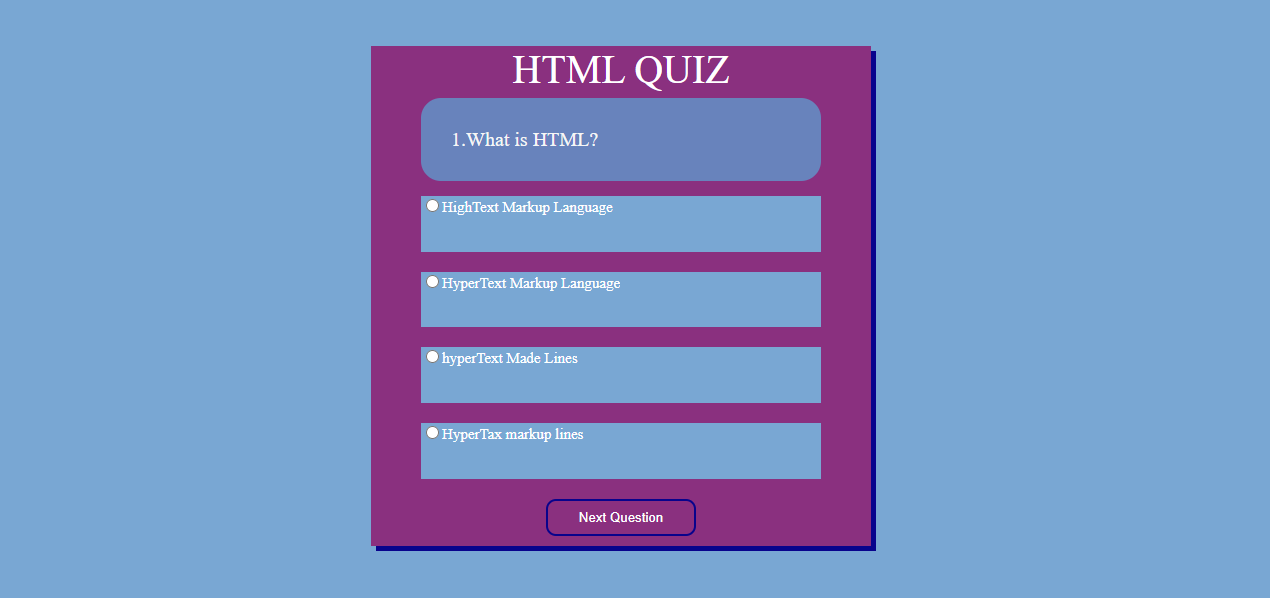 HTML QUIZ
1.What is HTML?
HighText Markup Language
HyperText Markup Language
hyperText Made Lines
HyperTax markup lines
Next Question